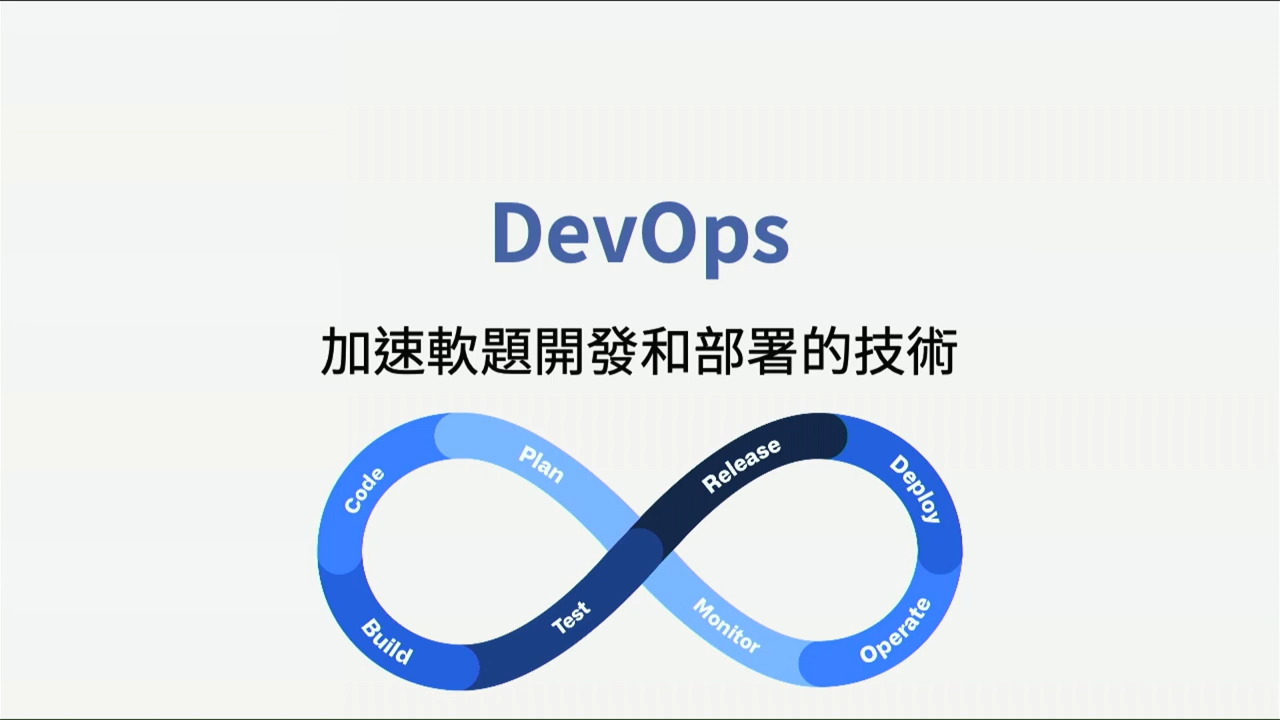 DevOps
加速軟題開發和部署的技術
Plan
Code
Build
Test
Release
Deploy
Operate
Monitor